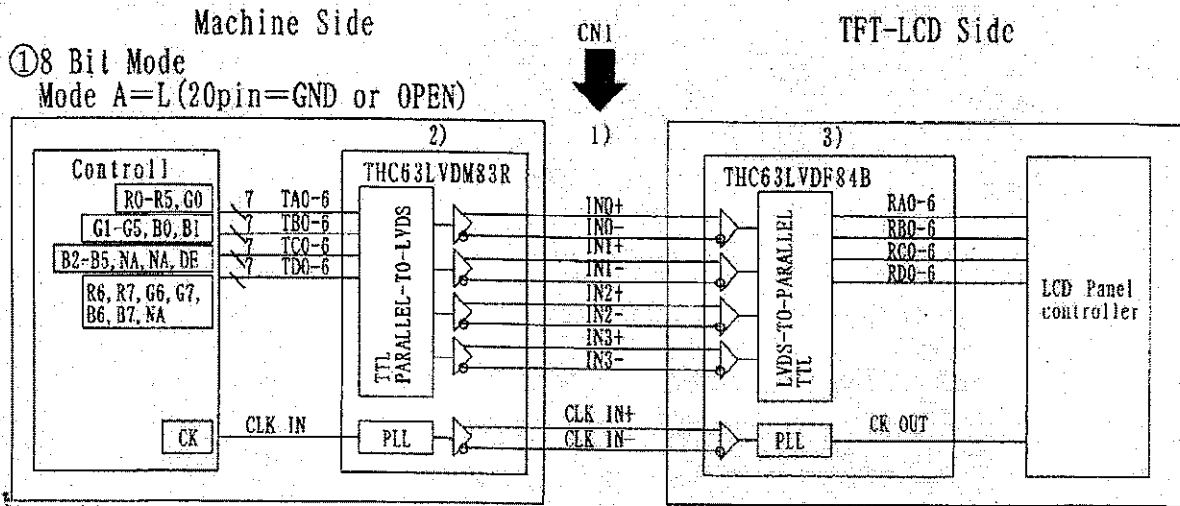 Machine Side
CN1
TFT-LCD Side
①8 Bit Mode
Mode A=L(20pin=GND or OPEN)
2)
1)
3)
Controll
THC63LVDM83R
THC63LVDF84B
R0-R5, G0
7
TA0-6
G1-G5, B0, B1
7
TB0-6
B2-B5, NA, NA, DE
7
TC0-6
R6, R7, G6, G7,
B6, B7, NA
7
TD0-6
TTL
PARALLEL-TO-LVDS
IN0+
IN0-
IN1+
IN1-
IN2+
IN2-
IN3+
IN3-
LVDS-TO-PARALLEL
TTL
RA0-6
RB0-6
RC0-6
RD0-6
LCD Panel
controller
CK
CLK IN
PLL
CLK IN+
CLK IN-
PLL
CK OUT